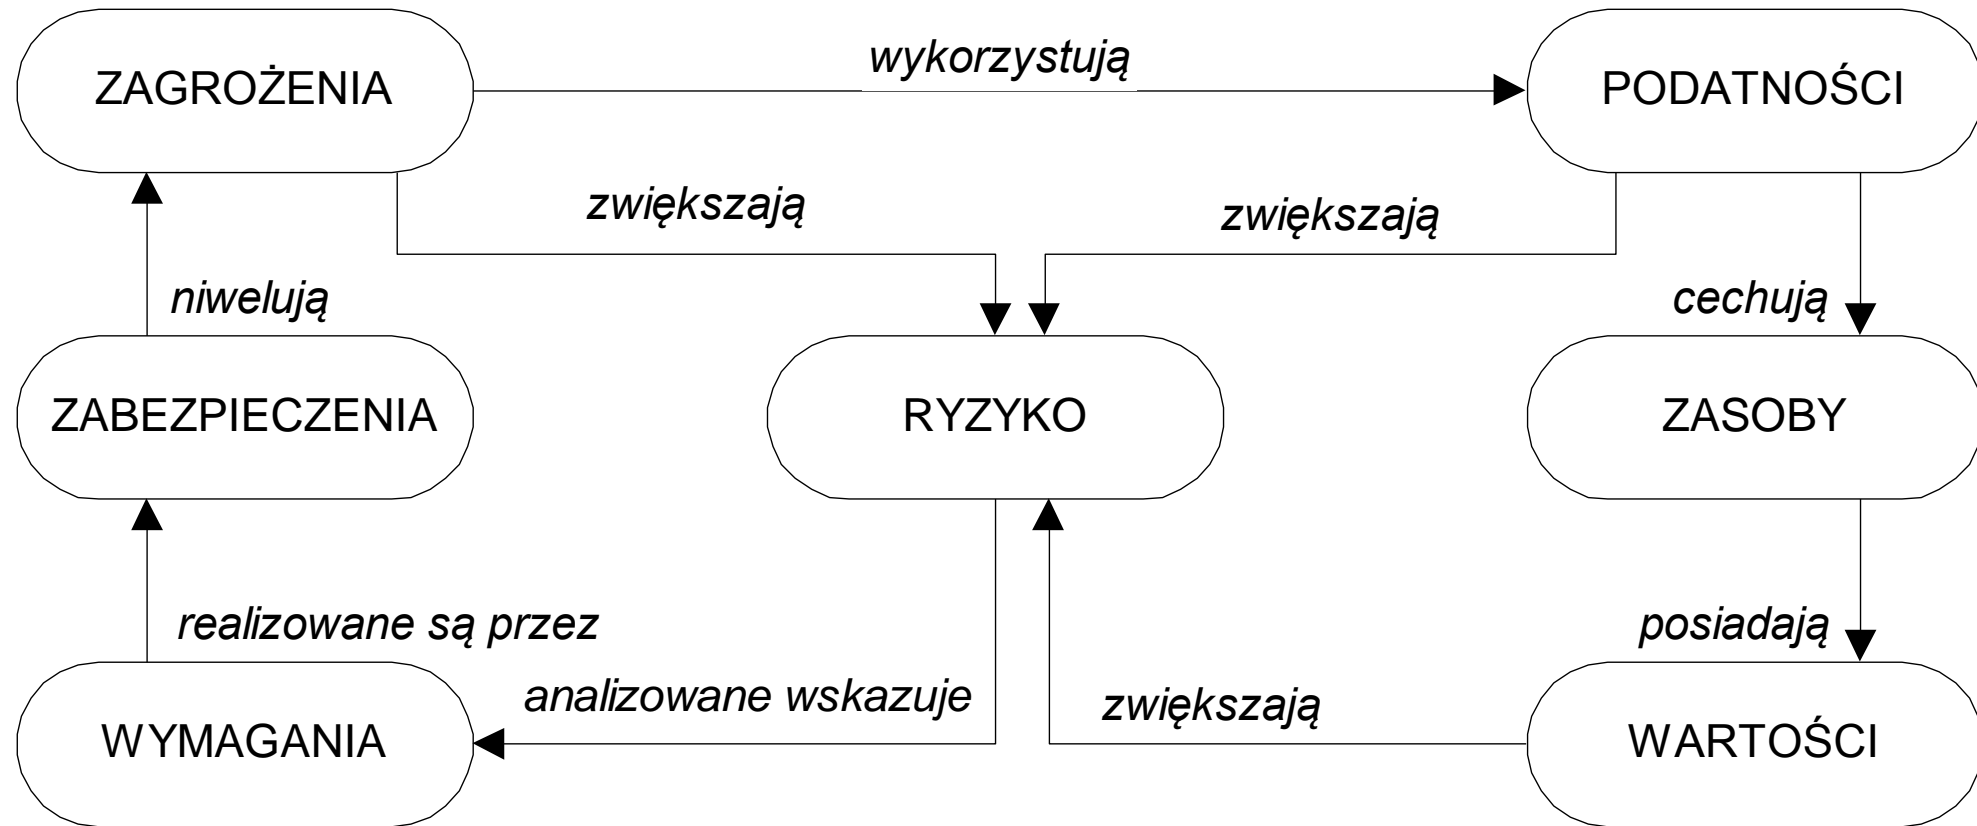 ZAGROŻENIA
wykorzystują
PODATNOŚCI
zwiększają
zwiększają
niwelują
cechują
ZABEZPIECZENIA
RYZYKO
ZASOBY
realizowane są przez
posiadają
analizowane wskazuje
zwiększają
WYMAGANIA
WARTOŚCI